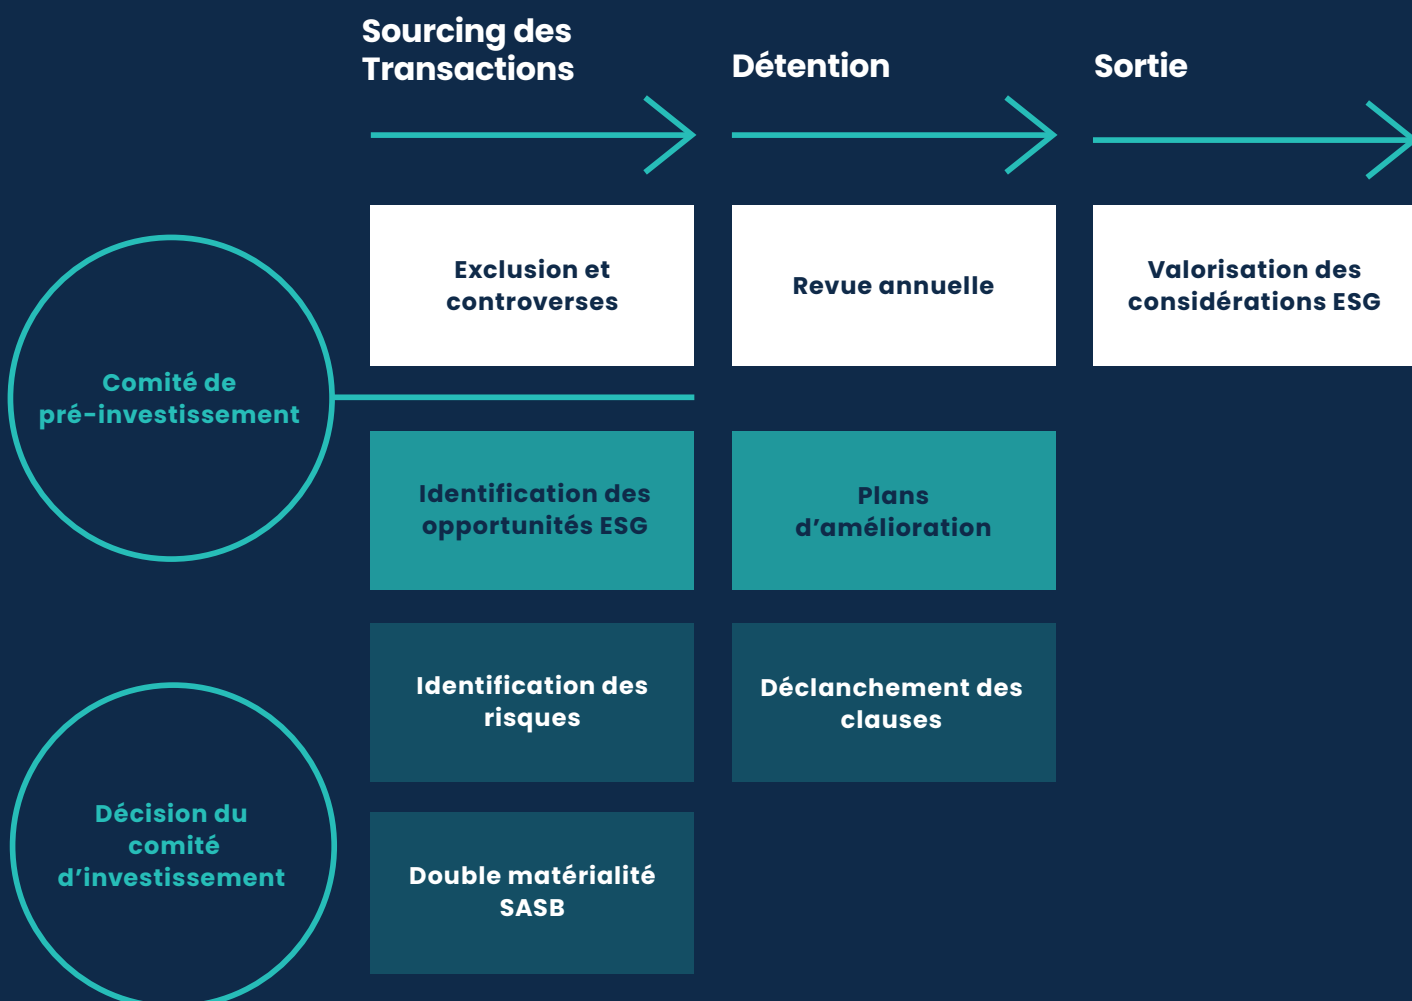 Sourcing des
Transactions
Détention
Sortie
Exclusion et
controverses
Revue annuelle
Valorisation des
considérations ESG
Comité de
pré-investissement
Identification des
opportunités ESG
Plans
d’amélioration
Identification des
risques
Déclanchement des
clauses
Décision du
comité
d’investissement
Double matérialité
SASB